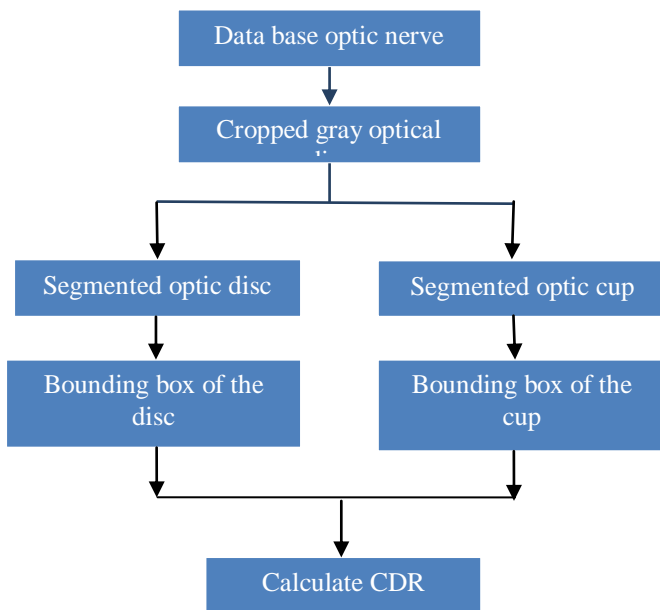 Data base optic nerve
Cropped gray optical
Segmented optic disc
Segmented optic cup
Bounding box of the
disc
Bounding box of the
cup
Calculate CDR